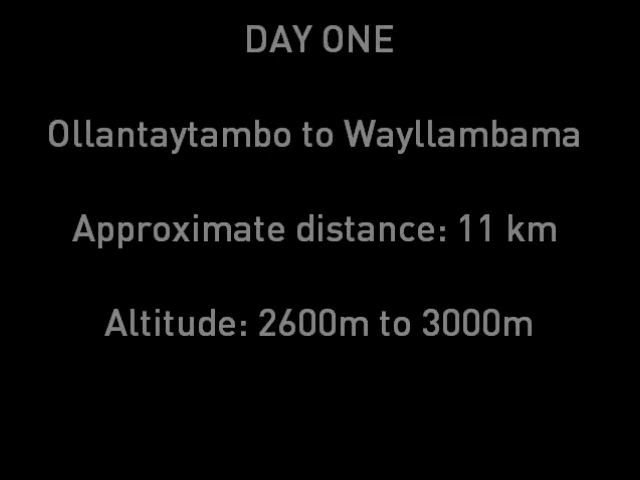 DAY ONE
Ollantaytambo to Wayllambama
Approximate distance: 11 km
Altitude: 2600m to 3000m